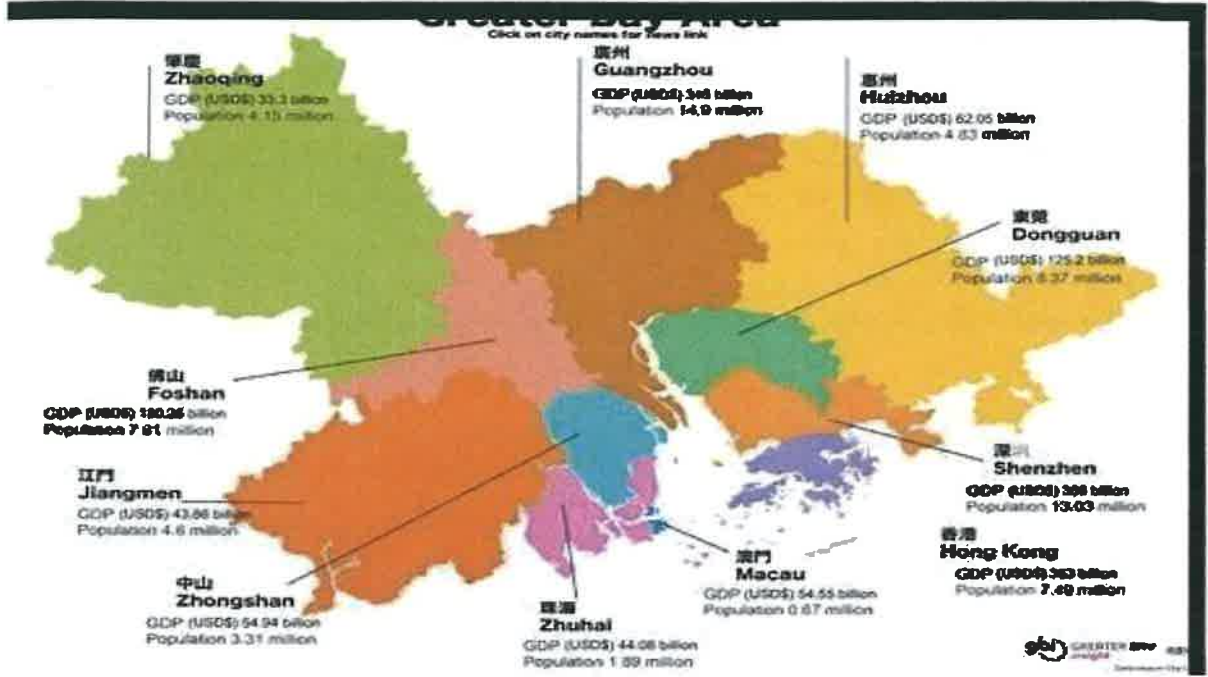 Greater Bay Area
Click on city names for news link
肇慶
Zhaoqing
GDP (USD$) 33.3 billion
Population 4.15 million
廣州
Guangzhou
GDP (USD$) billion
Population 14.9 million
惠州
Huizhou
GDP (USD$) 62.05 billion
Population 4.83 million
東莞
Dongguan
GDP (USD$) 125.2 billion
Population 8.37 million
佛山
Foshan
GDP (USD$) billion
Population million
江門
Jiangmen
GDP (USD$) 43.86 billion
Population 4.6 million
深圳
Shenzhen
GDP (USD$) billion
Population 13.03 million
香港
Hong Kong
GDP (USD$) 363 billion
Population 7.49 million
中山
Zhongshan
GDP (USD$) 54.94 billion
Population 3.31 million
澳門
Macau
GDP (USD$) 54.55 billion
Population 0.67 million
珠海
Zhuhai
GDP (USD$) 44.08 billion
Population 1.89 million
gbi GREATER BAY
insight